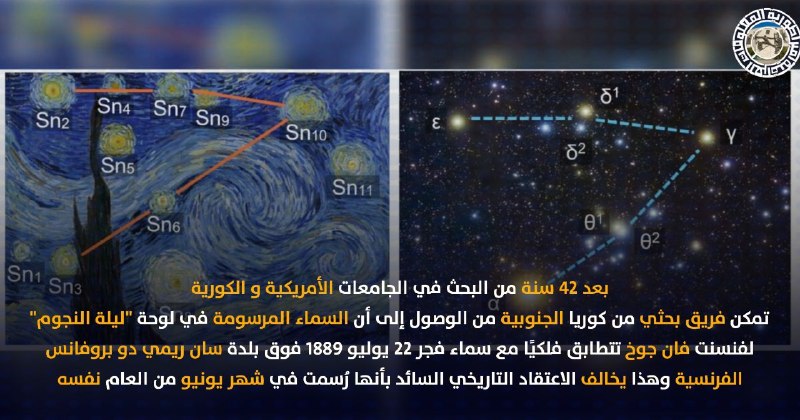 Sn2
Sn4
Sn7
Sn9
Sn10
Sn5
Sn11
Sn6
Sn1
Sn3
ε
δ¹
δ²
γ
θ¹
θ²
α
بعد 42 سنة من البحث في الجامعات الأمريكية و الكورية
تمكن فريق بحثي من كوريا الجنوبية من الوصول إلى أن السماء المرسومة في لوحة "ليلة النجوم"
لفنسنت فان جوخ تتطابق فلكيًا مع سماء فجر 22 يوليو 1889 فوق بلدة سان ريمي دو بروفانس
الفرنسية وهذا يخالف الاعتقاد التاريخي السائد بأنها رُسمت في شهر يونيو من العام نفسه